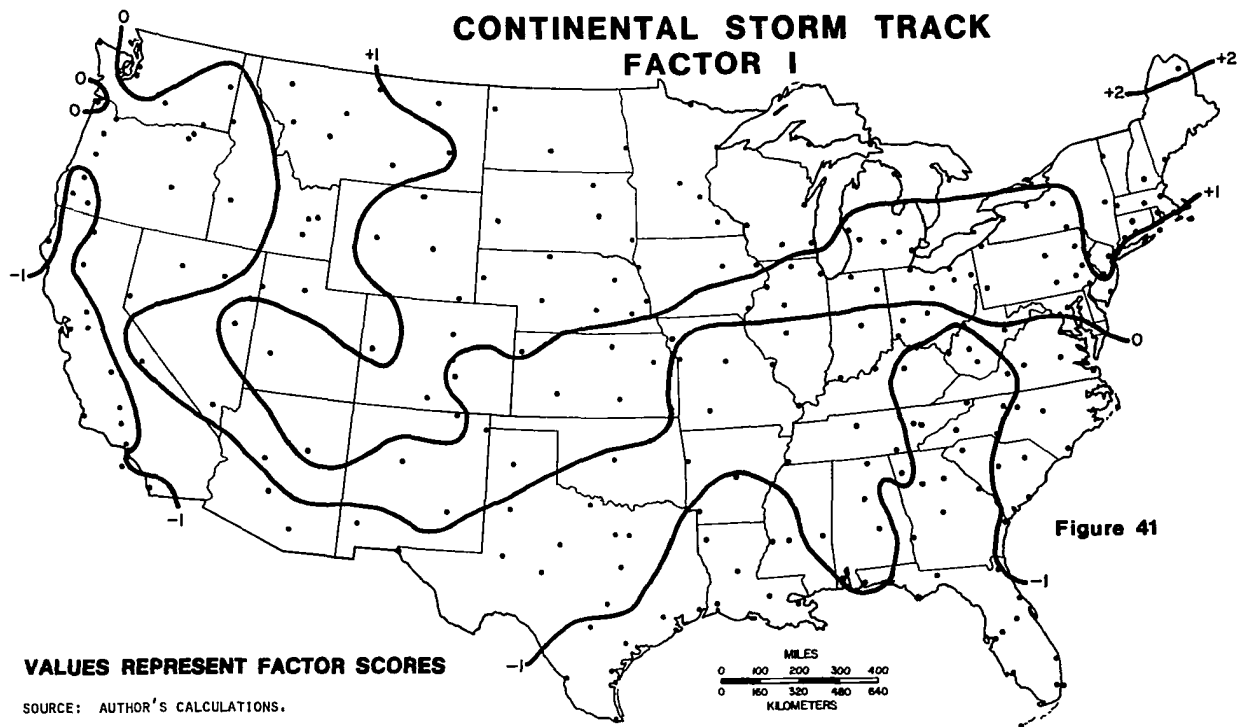 CONTINENTAL STORM TRACK
FACTOR I
0
+1
0
0
+2
+2
+1
-1
0
-1
Figure 41
-1
-1
VALUES REPRESENT FACTOR SCORES
MILES
0 100 200 300 400
0 160 320 480 640
KILOMETERS
SOURCE: AUTHOR'S CALCULATIONS.